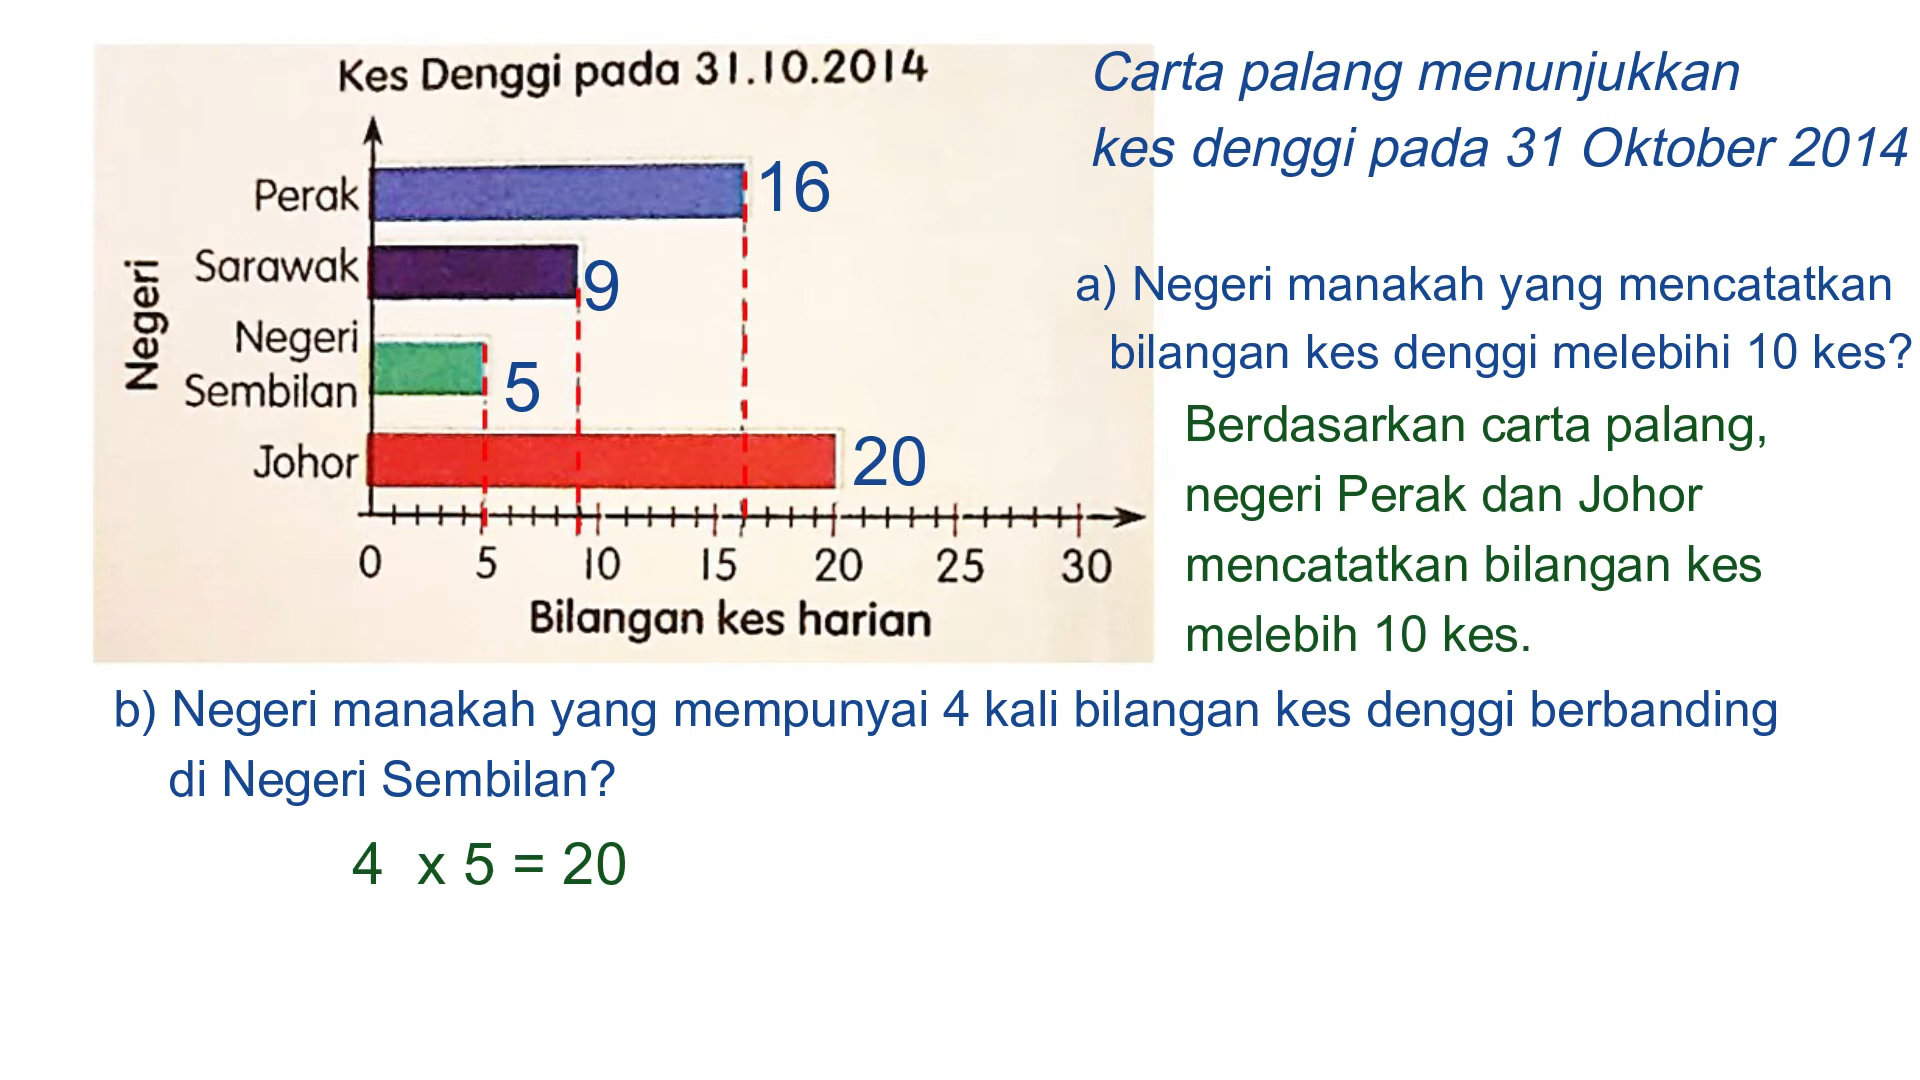 Kes Denggi pada 31.10.2014
Carta palang menunjukkan
kes denggi pada 31 Oktober 2014
Negeri
Perak
16
Sarawak
9
Negeri
Sembilan
5
Johor
20
0 5 10 15 20 25 30
Bilangan kes harian
a) Negeri manakah yang mencatatkan
bilangan kes denggi melebihi 10 kes?
Berdasarkan carta palang,
negeri Perak dan Johor
mencatatkan bilangan kes
melebih 10 kes.
b) Negeri manakah yang mempunyai 4 kali bilangan kes denggi berbanding
di Negeri Sembilan?
4 x 5 = 20